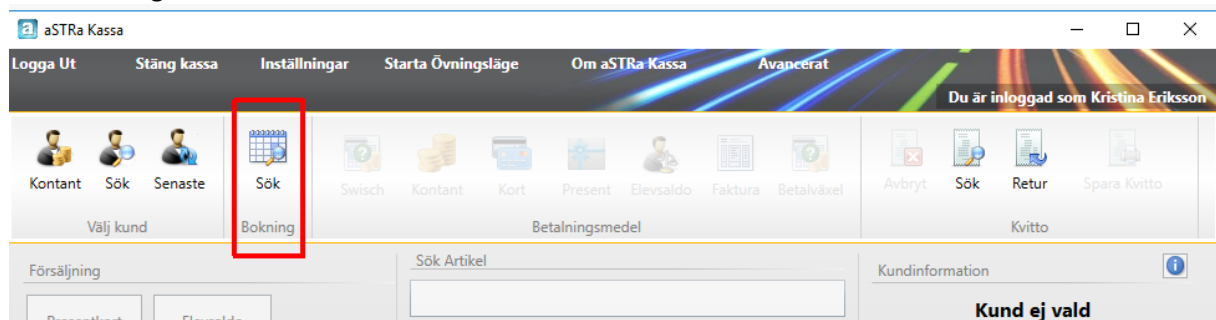 aSTRa Kassa
Logga Ut Stäng kassa Inställningar Starta Övningsläge Om aSTRa Kassa Avancerat
Du är inloggad som Kristina Eriksson
Kontant Sök Senaste Sök Swisch Kontant Kort Present Elevsaldo Faktura Betalväxel Avbryt Sök Retur Spara Kvitto
Välj kund Bokning Betalningsmedel Kvitto
Försäljning Sök Artikel Kundinformation
Kund ej vald